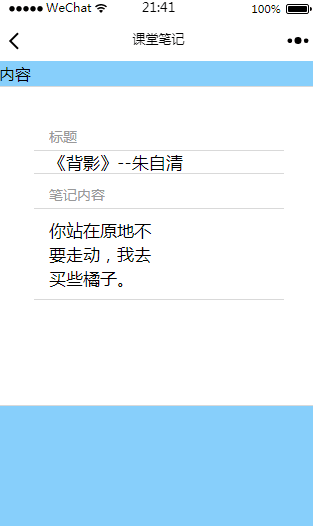 WeChat 21:41 100%
课堂笔记
内容
标题
《背影》--朱自清
笔记内容
你站在原地不
要走动，我去
买些橘子。